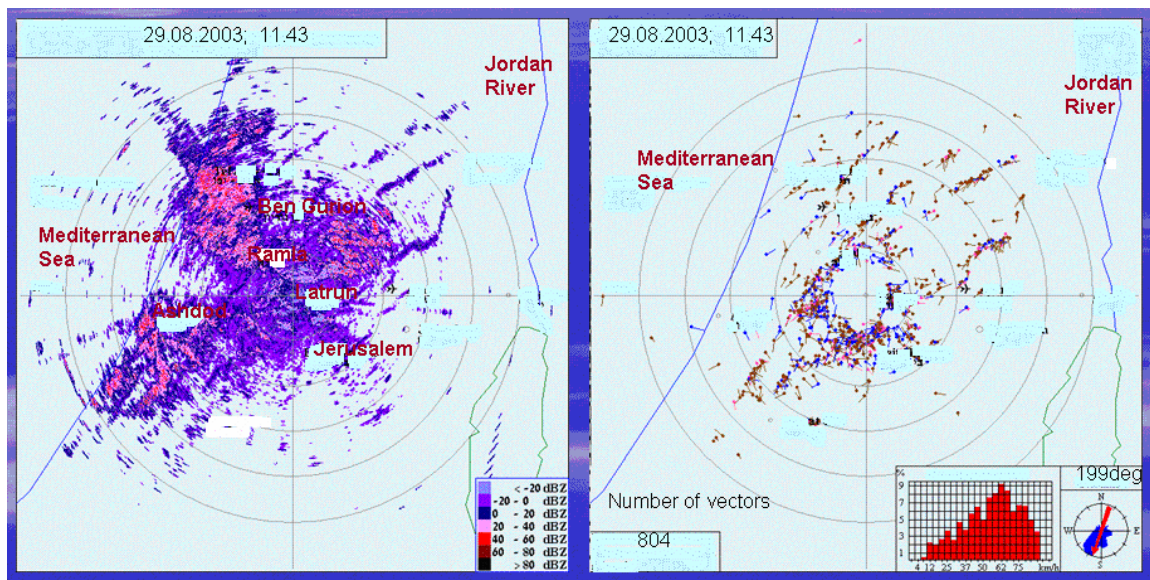 29.08.2003; 11.43
Jordan
River
Ben Gurion
Mediterranean
Sea
Ramla
Latrun
Ashdod
Jerusalem
< -20 dBZ
-20 - 0 dBZ
0 - 20 dBZ
20 - 40 dBZ
40 - 60 dBZ
60 - 80 dBZ
>80 dBZ
29.08.2003; 11.43
Jordan
River
Mediterranean
Sea
Number of vectors
804
%
9
7
5
3
1
4 12 25 37 50 62 75 km/h
199deg
N
W E
S